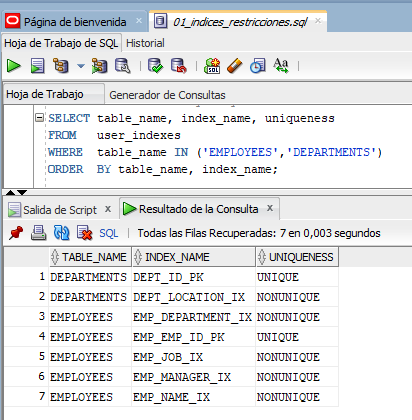 Página de bienvenida 01_indices_restricciones.sql
Hoja de Trabajo de SQL Historial
Hoja de Trabajo Generador de Consultas
SELECT table_name, index_name, uniqueness
FROM user_indexes
WHERE table_name IN ('EMPLOYEES','DEPARTMENTS')
ORDER BY table_name, index_name;
Salida de Script x Resultado de la Consulta x
SQL | Todas las Filas Recuperadas: 7 en 0,003 segundos
TABLE_NAME INDEX_NAME UNIQUENESS
1 DEPARTMENTS DEPT_ID_PK UNIQUE
2 DEPARTMENTS DEPT_LOCATION_IX NONUNIQUE
3 EMPLOYEES EMP_DEPARTMENT_IX NONUNIQUE
4 EMPLOYEES EMP_EMP_ID_PK UNIQUE
5 EMPLOYEES EMP_JOB_IX NONUNIQUE
6 EMPLOYEES EMP_MANAGER_IX NONUNIQUE
7 EMPLOYEES EMP_NAME_IX NONUNIQUE